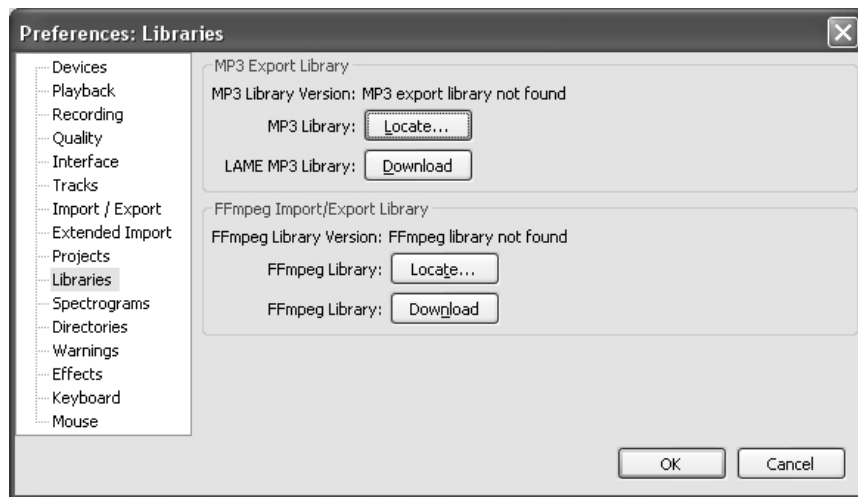 Preferences: Libraries
Devices
Playback
Recording
Quality
Interface
Tracks
Import / Export
Extended Import
Projects
Libraries
Spectrograms
Directories
Warnings
Effects
Keyboard
Mouse
MP3 Export Library
MP3 Library Version: MP3 export library not found
MP3 Library: Locate...
LAME MP3 Library: Download
FFmpeg Import/Export Library
FFmpeg Library Version: FFmpeg library not found
FFmpeg Library: Locate...
FFmpeg Library: Download
OK Cancel